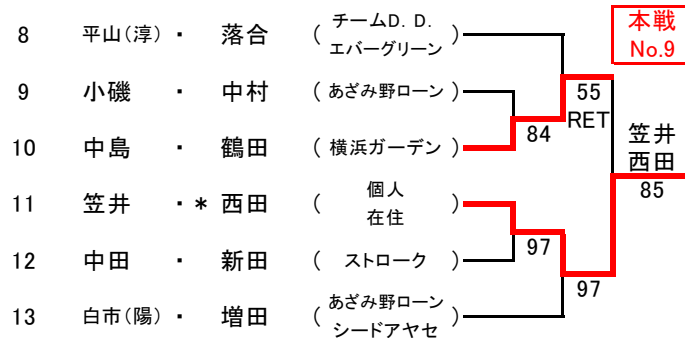 8 平山(淳)・ 落合 (チームD. D. エバーグリーン)
本戦
No.9
9 小磯 ・ 中村 (あざみ野ローン)
55
RET
84
10 中島 ・ 鶴田 (横浜ガーデン)
笠井
西田
85
11 笠井 ・* 西田 (個人 在住)
97
12 中田 ・ 新田 (ストローク)
97
13 白市(陽)・ 増田 (あざみ野ローン シードアヤセ)